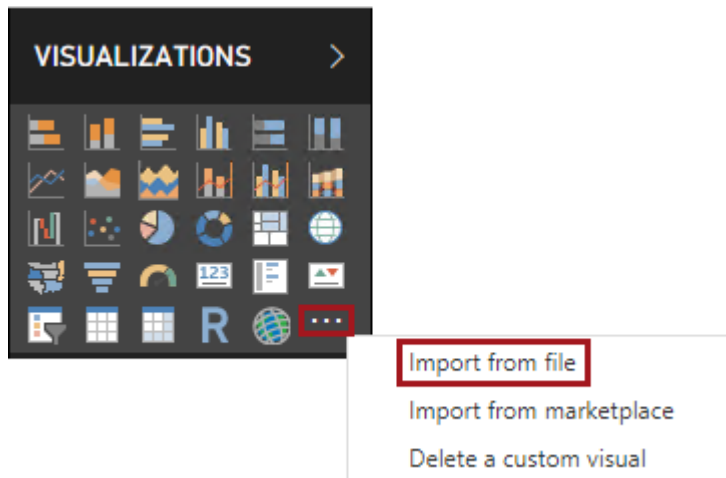 VISUALIZATIONS
123
R
Import from file
Import from marketplace
Delete a custom visual